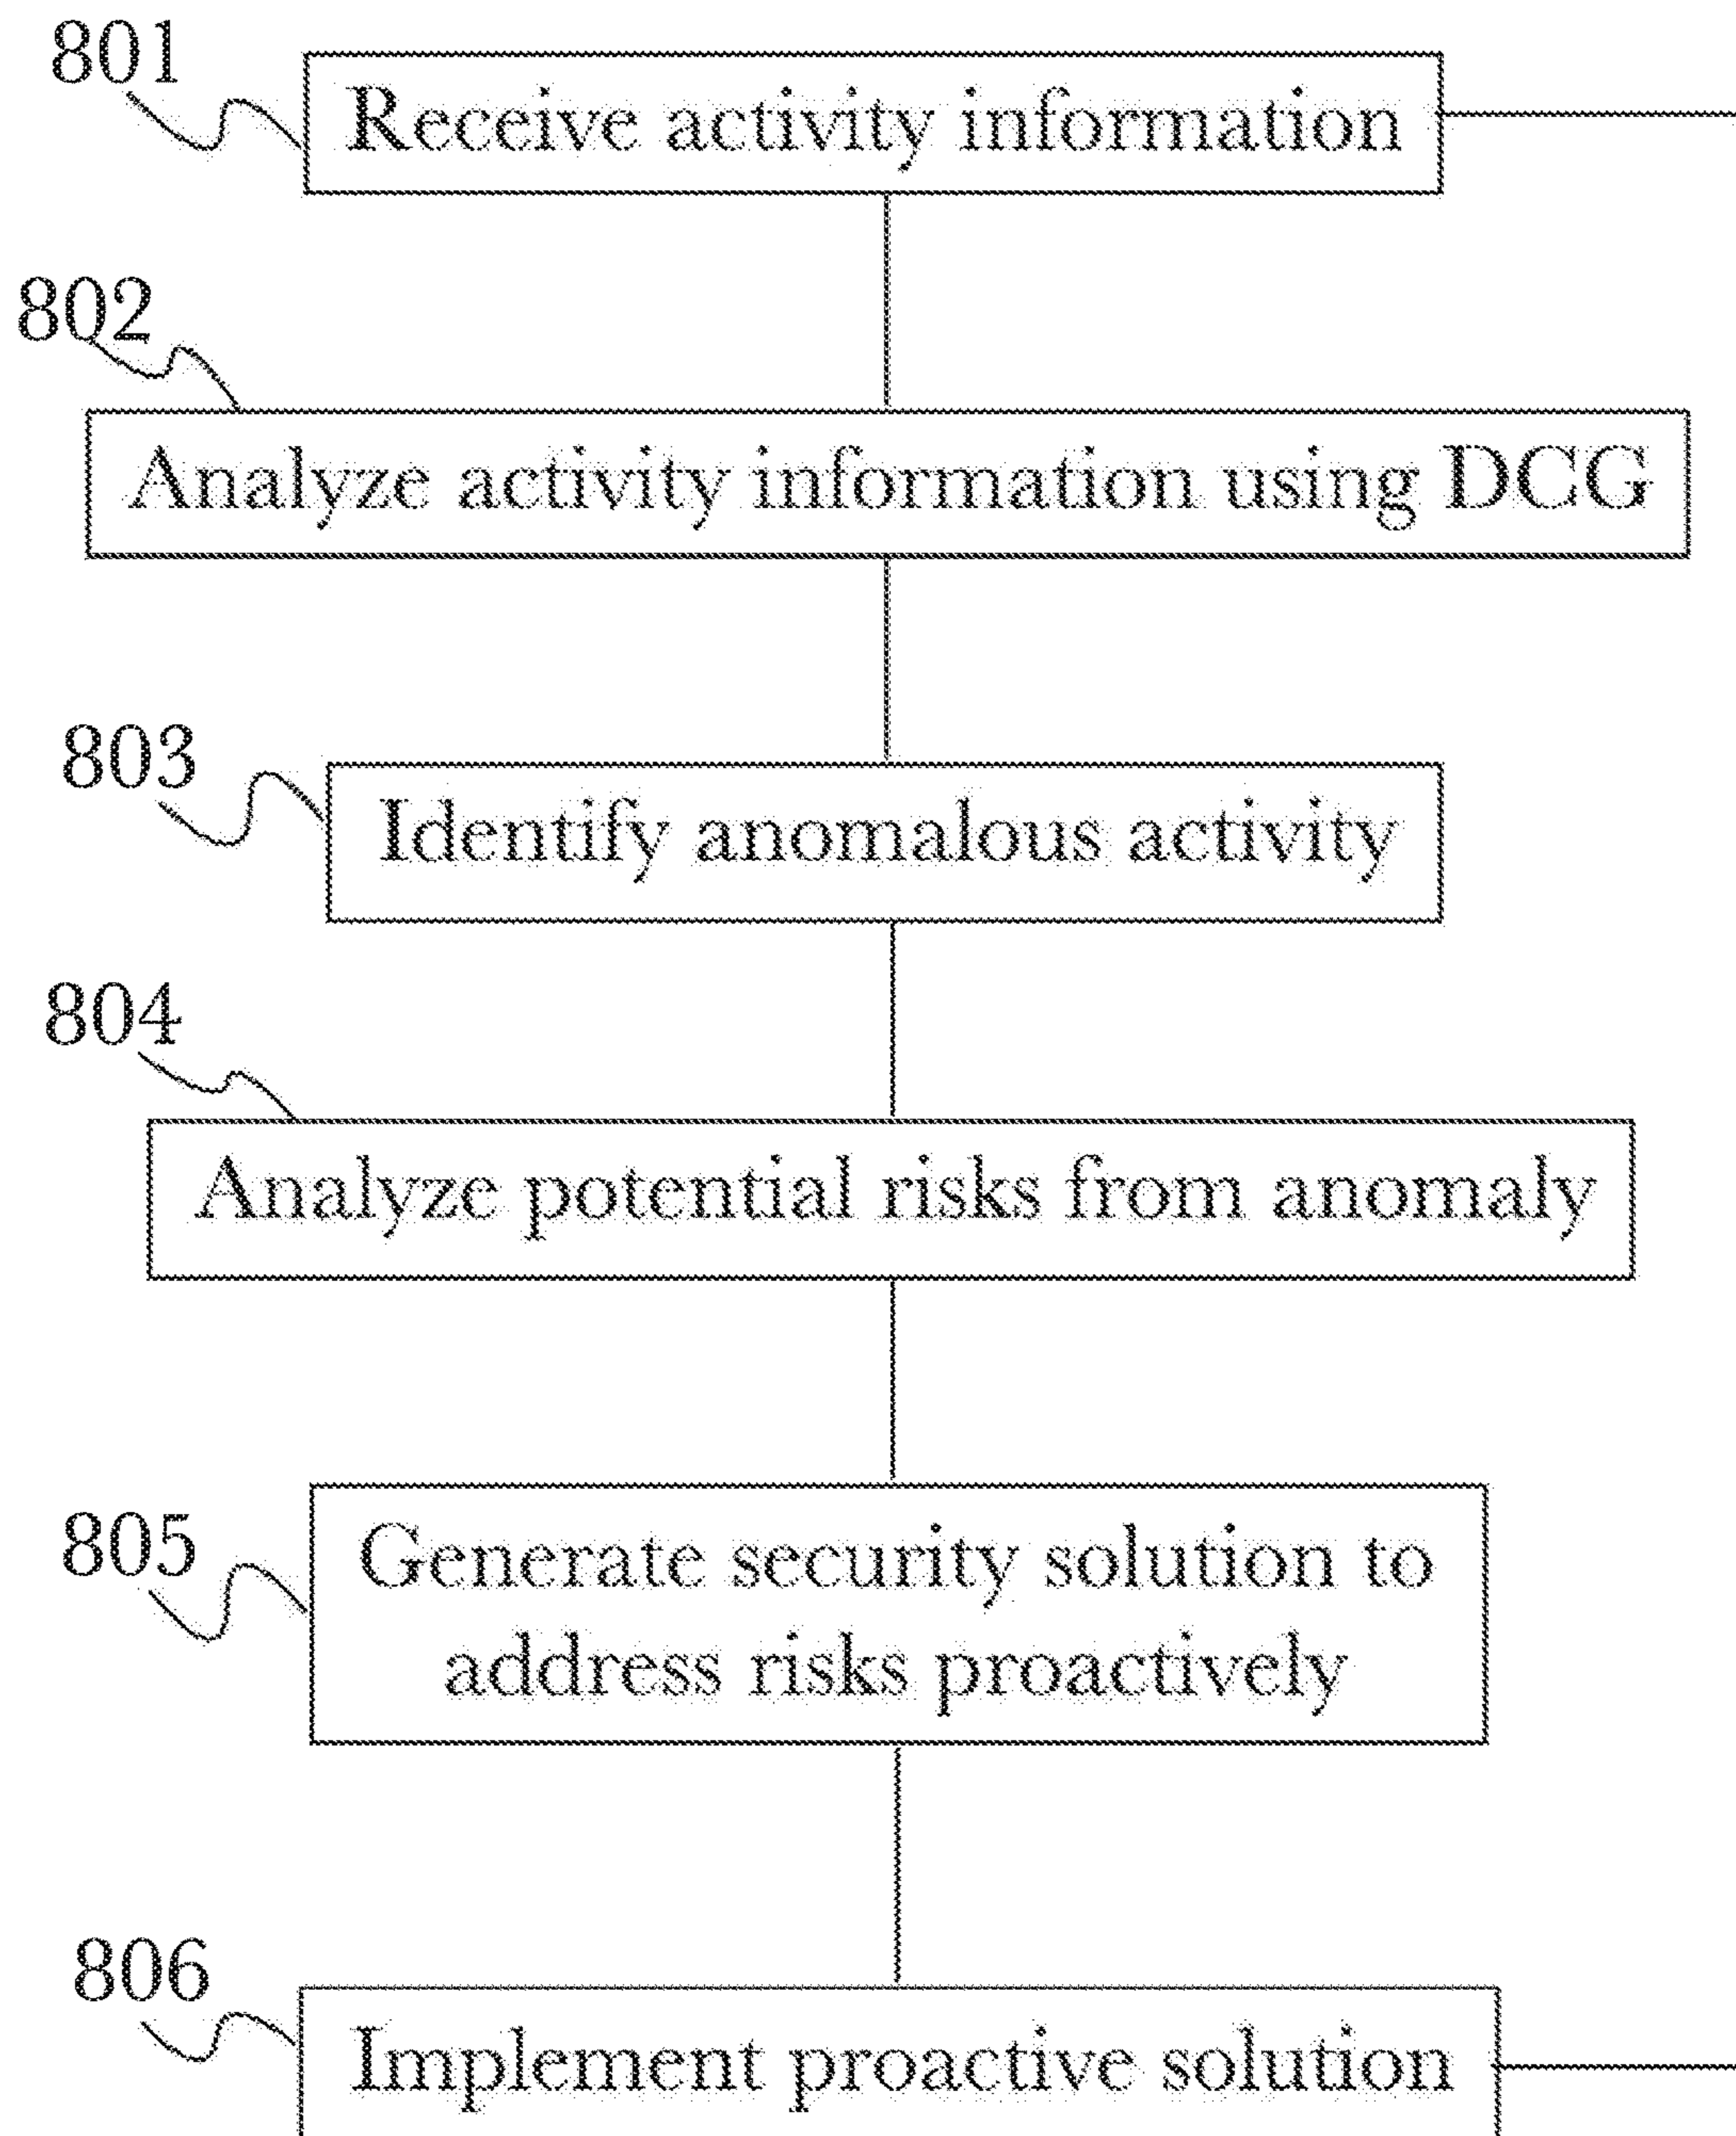 801
Receive activity information
802
Analyze activity information using DCG
803
Identify anomalous activity
804
Analyze potential risks from anomaly
805
Generate security solution to
address risks proactively
806
Implement proactive solution